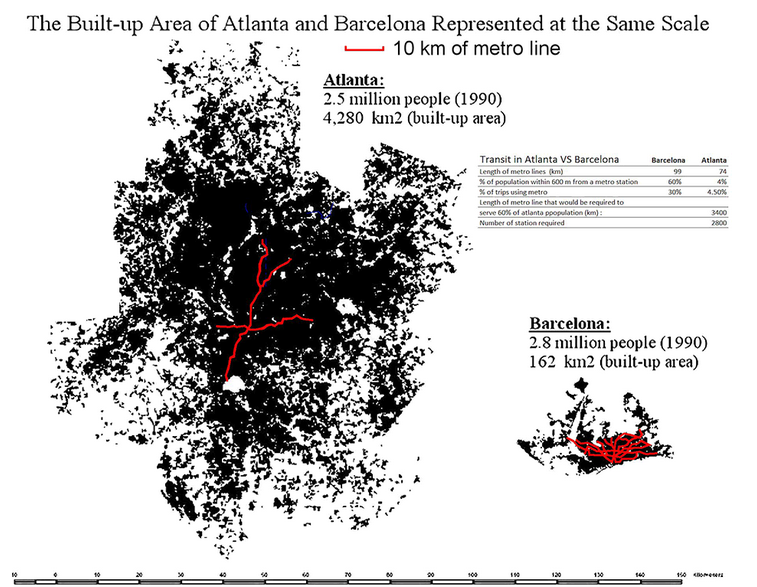 The Built-up Area of Atlanta and Barcelona Represented at the Same Scale
10 km of metro line
Atlanta:
2.5 million people (1990)
4,280 km2 (built-up area)
Transit in Atlanta VS Barcelona Barcelona Atlanta
Length of metro lines (km) 99 74
% of population within 600 m from a metro station 60% 4%
% of trips using metro 30% 4.50%
Length of metro line that would be required to
serve 60% of atlanta ppopulation (km) : 3400
Number of station required 2800
Barcelona:
2.8 million people (1990)
162 km2 (built-up area)
10 0 10 20 30 40 50 60 70 80 90 100 110 120 130 140 150 Kilometers